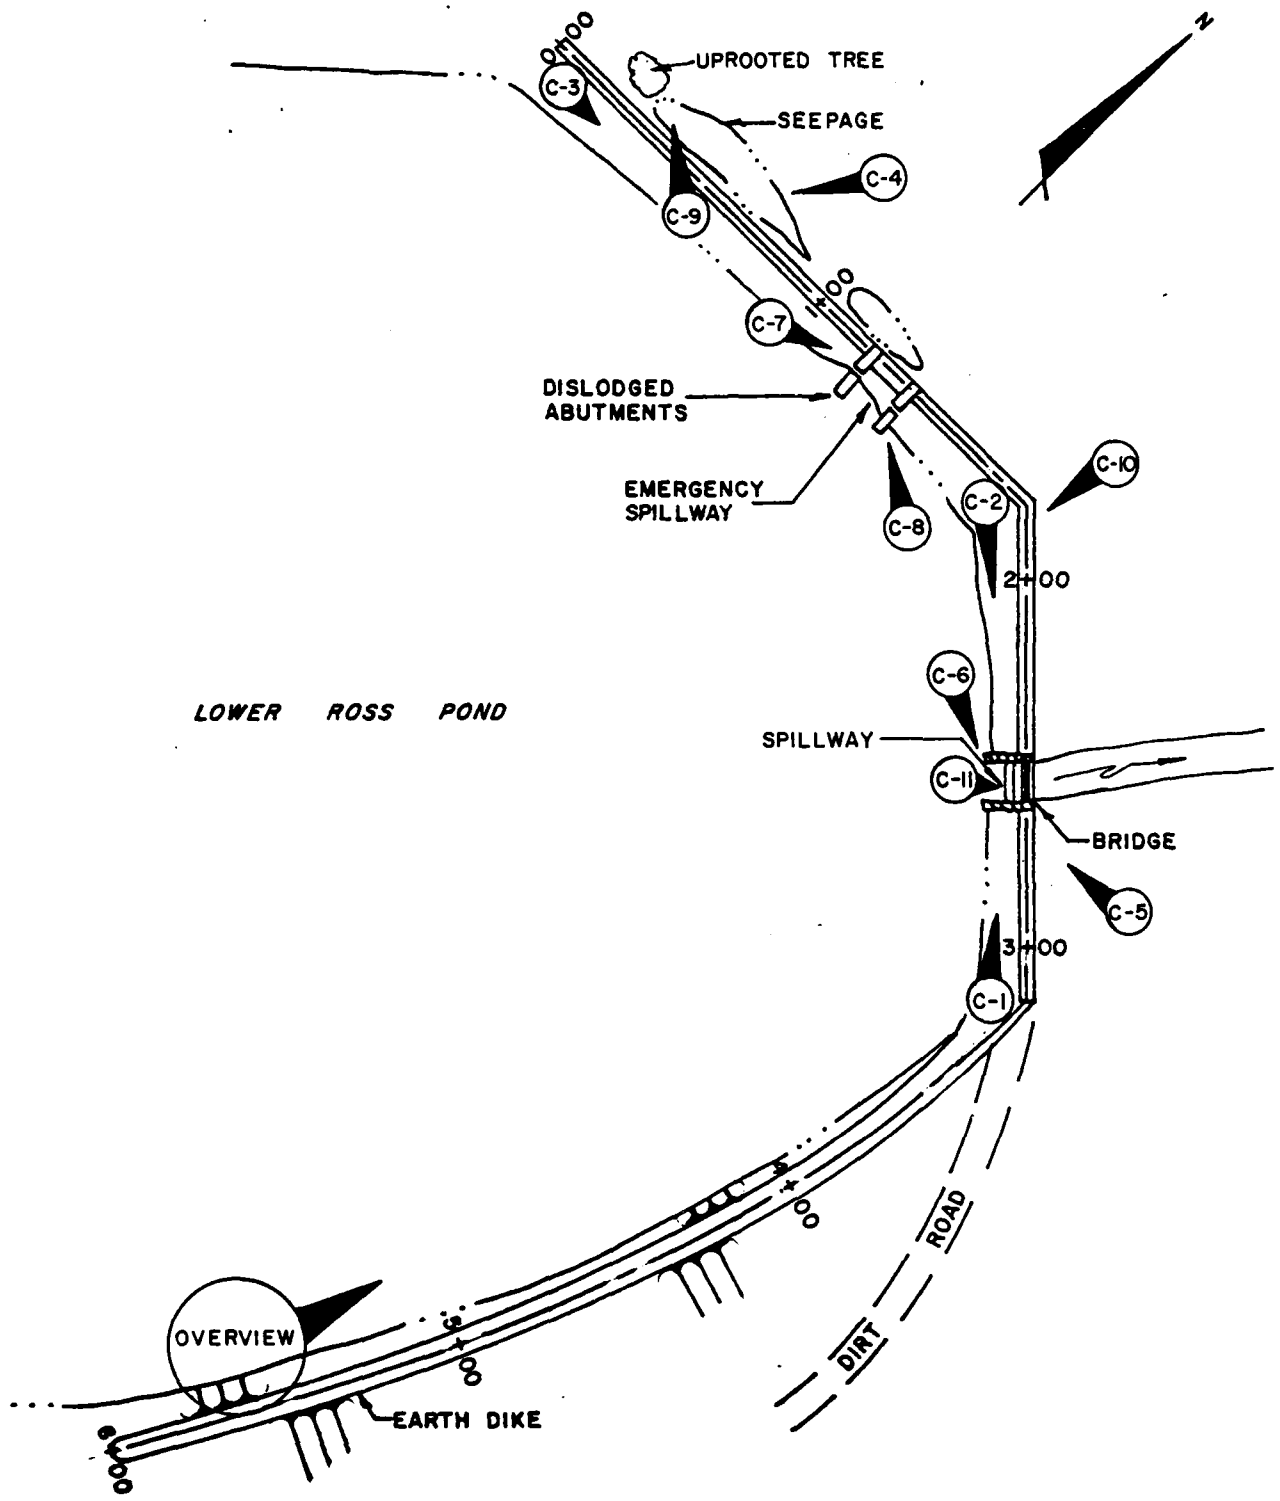 0+00
N
UPROOTED TREE
C-3
SEEPAGE
C-4
C-9
+00
C-7
DISLODGED
ABUTMENTS
C-10
EMERGENCY
SPILLWAY
C-2
C-8
2+00
C-6
LOWER ROSS POND
SPILLWAY
C-11
BRIDGE
C-5
3+00
C-1
4+00
DIRT ROAD
OVERVIEW
5+00
EARTH DIKE
6+00